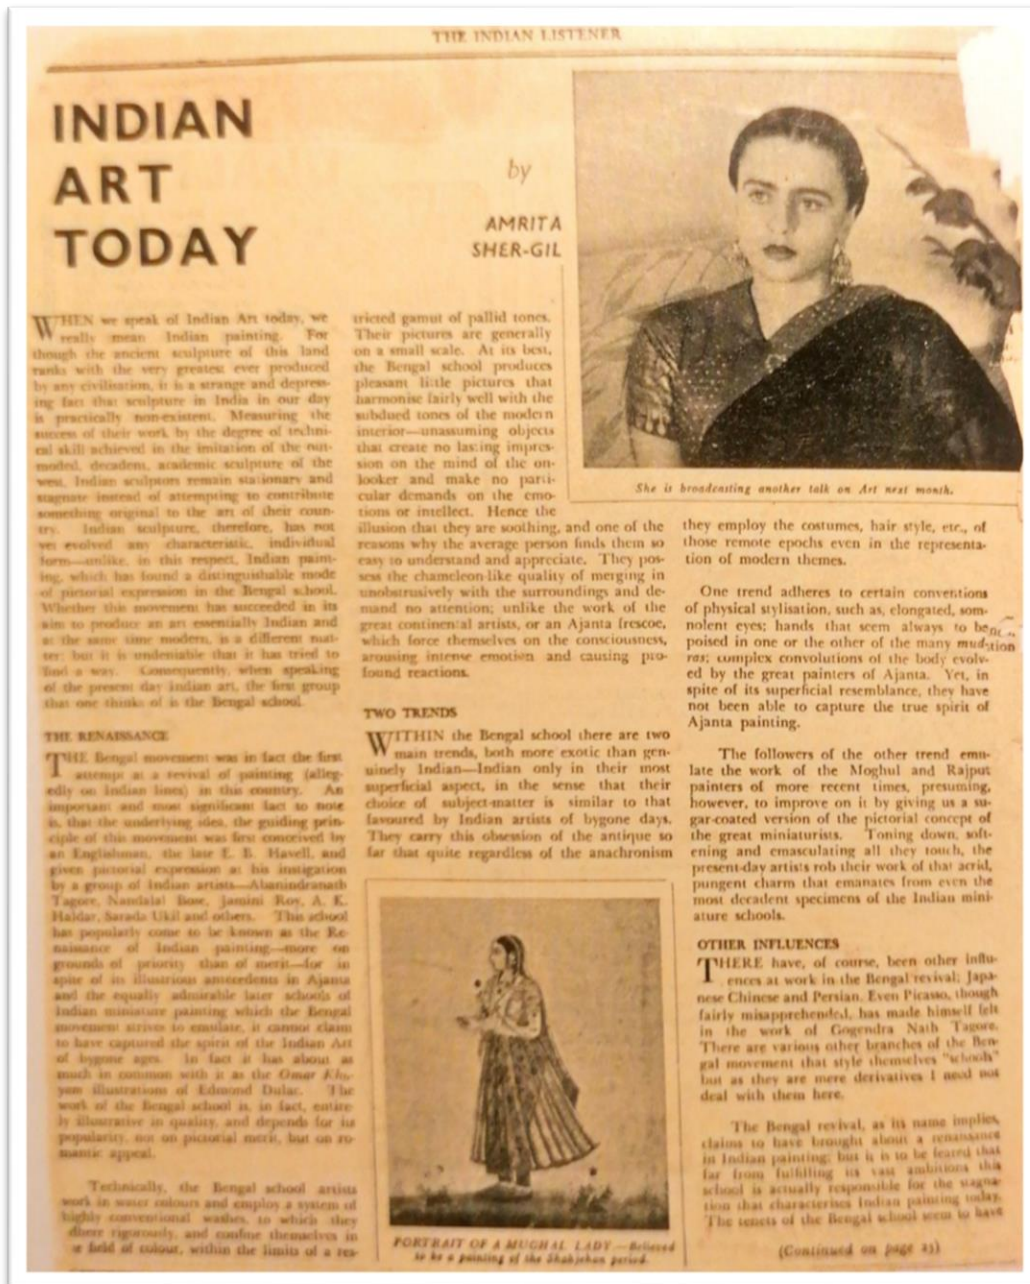 THE INDIAN LISTENER
INDIAN
ART
TODAY
by
AMRITA
SHER-GIL
WHEN we speak of Indian Art today, we
really mean Indian painting. For
though the ancient sculpture of this land
ranks with the very greatest ever produced
by any civilisation, it is a strange and depress-
ing fact that sculpture in India in our day
is practically non-existent. Measuring the
success of their work by the degree of techni-
cal skill achieved in the imitation of the out-
moded, decadent, academic sculpture of the
west, Indian sculptors remain stationary and
stagnate instead of attempting to contribute
something original to the art of their coun-
try. Indian sculpture, therefore, has not
yet evolved any characteristic, individual
form—unlike, in this respect, Indian paint-
ing, which has found a distinguishable mode
of pictorial expression in the Bengal school.
Whether this movement has succeeded in its
aim to produce an art essentially Indian and
at the same time modern, is a different mat-
ter; but it is undeniable that it has tried to
find a way. Consequently, when speaking
of the present day indian art, the first group
that one thinks of is the Bengal school.
THE RENAISSANCE
THE Bengal movement was in fact the first
attempt at a revival of painting (alleg-
edly on Indian lines) in this country. An
important and most significant fact to note
is, that the underlying idea, the guiding prin-
ciple of this movement was first conceived by
an Englishman, the late E. B. Havell, and
given pictorial expression at his instigation
by a group of Indian artists—Abanindranath
Tagore, Nandalal Bose, Jamini Roy, A. K.
Haldar, Sarada Ukil and others. This school
has popularly come to be known as the Re-
naissance of Indian painting—more on
grounds of priority than of merit—for in
spite of its illustrious antecedents in Ajanta
and the equally admirable later schools of
Indian miniature painting which the Bengal
movement strives to emulate, it cannot claim
to have captured the spirit of the Indian Art
of bygone ages. In fact it has about as
much in common with it as the Omar Khay-
yam illustrations of Edmond Dulac. The
work of the Bengal school is, in fact, entire-
ly illustrative in quality, and depends for its
popularity, not on pictorial merit, but on ro-
mantic appeal.
Technically, the Bengal school artists
work in water colours and employ a system of
highly conventional washes, to which they
dhere rigorously, and confine themselves in
field of colour, within the limits of a res-
tricted gamut of pallid tones.
Their pictures are generally
on a small scale. At its best,
the Bengal school produces
pleasant little pictures that
harmonise fairly well with the
subdued tones of the modern
interior—unassuming objects
that create no lasting impres-
sion on the mind of the on-
looker and make no parti-
cular demands on the emo-
tions or intellect. Hence the
illusion that they are soothing, and one of the
reasons why the average person finds them so
easy to understand and appreciate. They pos-
sess the chameleon-like quality of merging in
unobstrusively with the surroundings and de-
mand no attention; unlike the work of the
great continental artists, or an Ajanta frescoe,
which force themselves on the consciousness,
arousing intense emotion and causing pro-
found reactions.
TWO TRENDS
WITHIN the Bengal school there are two
main trends, both more exotic than gen-
uinely Indian—Indian only in their most
superficial aspect, in the sense that their
choice of subject-matter is similar to that
favoured by Indian artists of bygone days.
They carry this obsession of the antique so
far that quite regardless of the anachronism
PORTRAIT OF A MUGHAL LADY—Believed
to be a painting of the Shahjehan period.
She is broadcasting another talk on Art next month.
they employ the costumes, hair style, etc., of
those remote epochs even in the representa-
tion of modern themes.
One trend adheres to certain conventions
of physical stylisation, such as, elongated, som-
nolent eyes; hands that seem always to be
poised in one or the other of the many mud-
ras; complex convolutions of the body evolv-
ed by the great painters of Ajanta. Yet, in
spite of its superficial resemblance, they have
not been able to capture the true spirit of
Ajanta painting.
The followers of the other trend emu-
late the work of the Moghul and Rajput
painters of more recent times, presuming,
however, to improve on it by giving us a su-
gar-coated version of the pictorial concept of
the great miniaturists. Toning down, soft-
ening and emasculating all they touch, the
present-day artists rob their work of that acrid,
pungent charm that emanates from even the
most decadent specimens of the Indian mini-
ature schools.
OTHER INFLUENCES
THERE have, of course, been other influ-
ences at work in the Bengal revival; Japa-
nese Chinese and Persian. Even Picasso, though
fairly misapprehended, has made himself felt
in the work of Gogendra Nath Tagore.
There are various other branches of the Ben-
gal movement that style themselves "schools"
but as they are mere derivatives I need not
deal with them here.
The Bengal revival, as its name implies,
claims to have brought about a renaissance
in Indian painting; but it is to be feared that
far from fulfilling its vast ambitions this
school is actually responsible for the stagna-
tion that characterises Indian painting today.
The tenets of the Bengal school seem to have
(Continued on page 23)